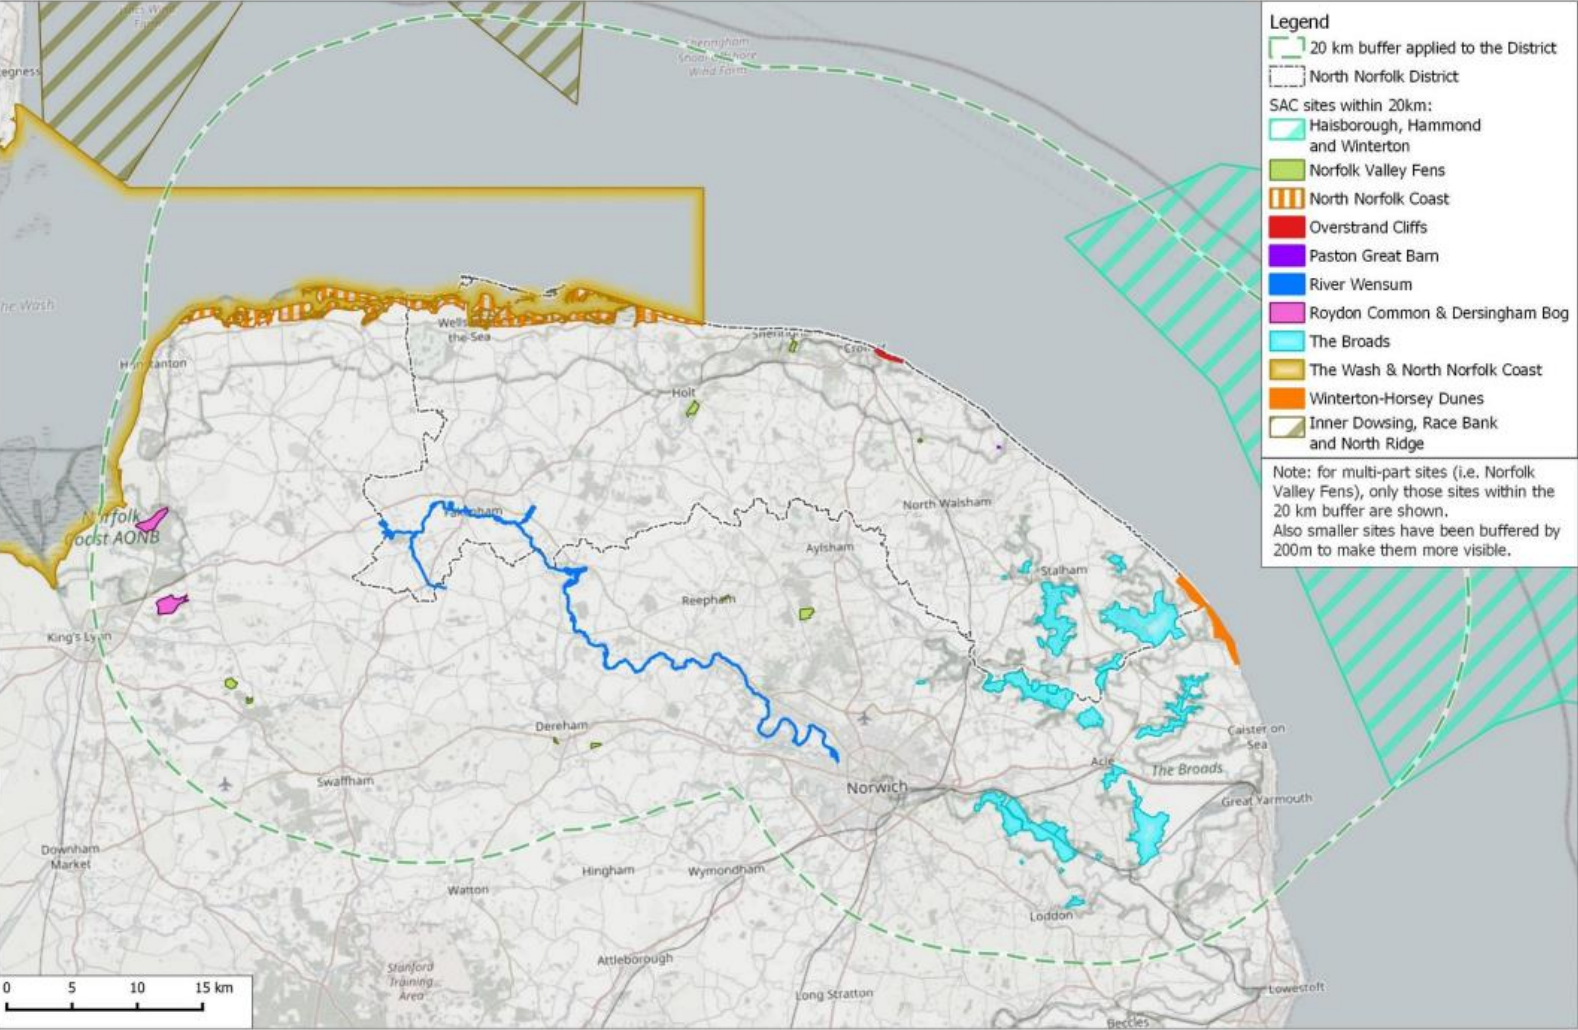 Legend
20 km buffer applied to the District
North Norfolk District
SAC sites within 20km:
Haisborough, Hammond
and Winterton
Norfolk Valley Fens
North Norfolk Coast
Overstrand Cliffs
Paston Great Barn
River Wensum
Roydon Common & Dersingham Bog
The Broads
The Wash & North Norfolk Coast
Winterton-Horsey Dunes
Inner Dowsing, Race Bank
and North Ridge
Note: for multi-part sites (i.e. Norfolk
Valley Fens), only those sites within the
20 km buffer are shown.
Also smaller sites have been buffered by
200m to make them more visible.
Sheringham
Shoal Offshore
Wind Farm
the-Sea
Holt
North Walsham
Norfolk
Coast AONB
Aylsham
Stalham
Reepham
King's Lynn
Dereham
Caister on
Sea
Acle
The Broads
Swaffham
Norwich
Great Yarmouth
Downham
Market
Hingham
Wymondham
Watton
Loddon
Attleborough
Stanford
Training
Area
Long Stratton
Lowestoft
Beccles
0 5 10 15 km